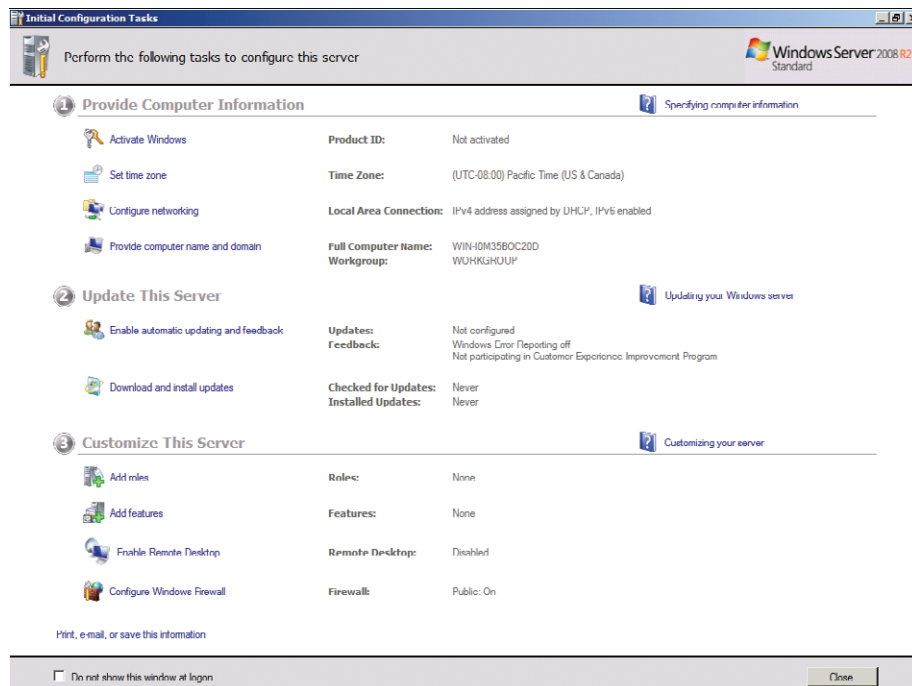 Initial Configuration Tasks
Perform the following tasks to configure this server
Windows Server 2008 R2
Standard
1 Provide Computer Information
Specifying computer information
Activate Windows Product ID: Not activated
Set time zone Time Zone: (UTC-08:00) Pacific Time (US & Canada)
Configure networking Local Area Connection: IPv4 address assigned by DHCP, IPv6 enabled
Provide computer name and domain Full Computer Name: WIN-I0M35BOC20D
Workgroup: WORKGROUP
2 Update This Server
Updating your Windows server
Enable automatic updating and feedback Updates: Not configured
Feedback: Windows Error Reporting off
Not participating in Customer Experience Improvement Program
Download and install updates Checked for Updates: Never
Installed Updates: Never
3 Customize This Server
Customizing your server
Add roles Roles: None
Add features Features: None
Enable Remote Desktop Remote Desktop: Disabled
Configure Windows Firewall Firewall: Public: On
Print, e-mail, or save this information
Do not show this window at logon
Close